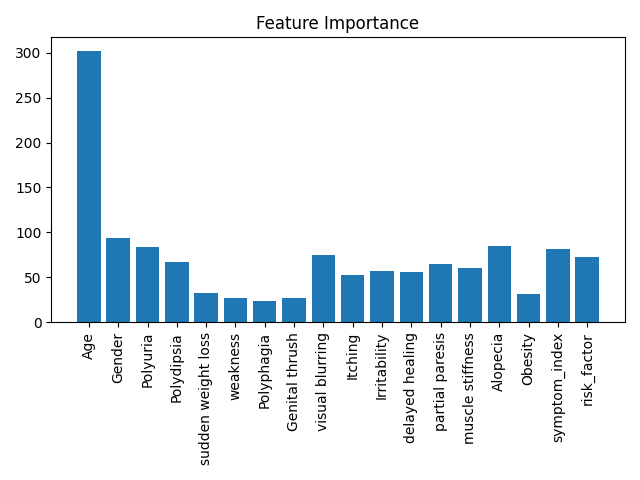 Feature Importance
300
250
200
150
100
50
0
Age
Gender
Polyuria
Polydipsia
sudden weight loss
weakness
Polyphagia
Genital thrush
visual blurring
Itching
Irritability
delayed healing
partial paresis
muscle stiffness
Alopecia
Obesity
symptom_index
risk_factor